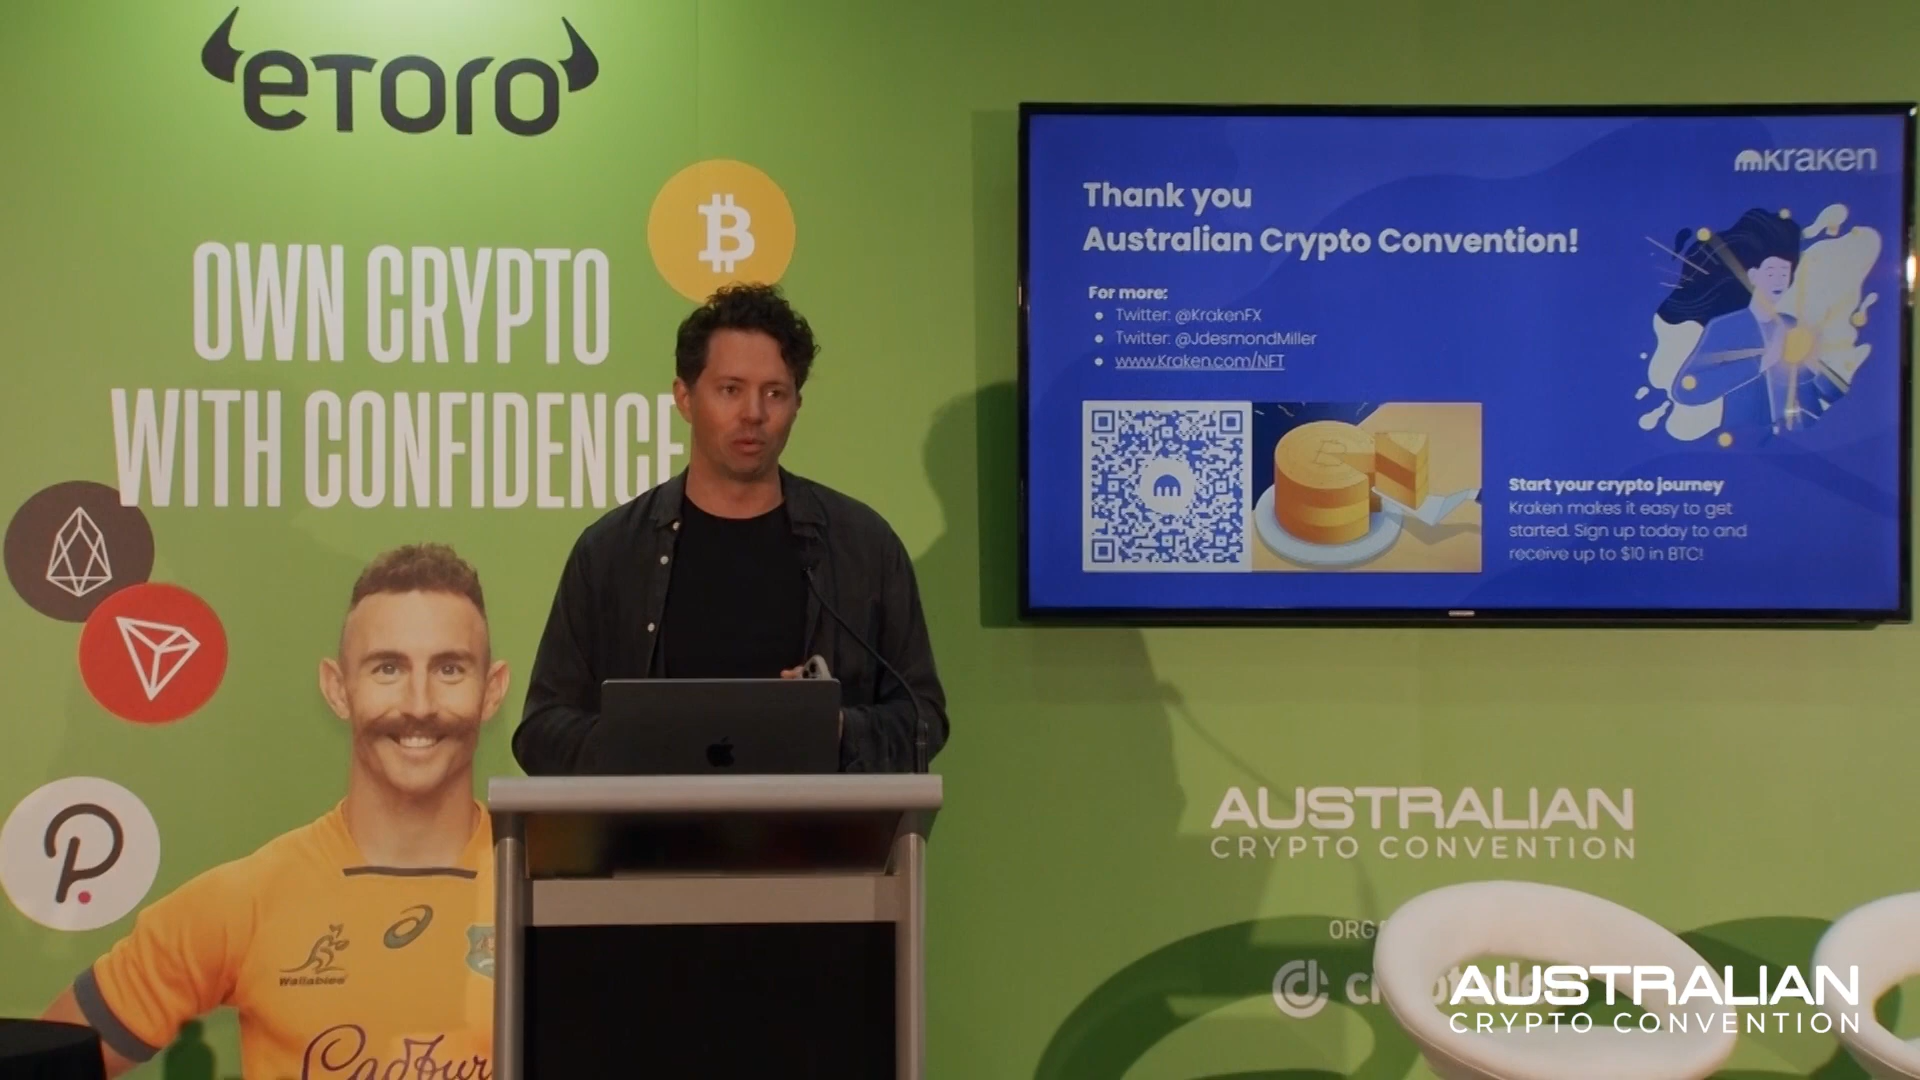 eToro
OWN CRYPTO
WITH CONFIDENCE
Wallabies
Cadbur
Kraken
Thank you
Australian Crypto Convention!
For more:
Twitter: @KrakenFX
Twitter: @JdesmondMiller
www.Kraken.com/NFT
Start your crypto journey
Kraken makes it easy to get
started. Sign up today to and
receive up to $10 in BTC!
AUSTRALIAN
CRYPTO CONVENTION
AUSTRALIAN
CRYPTO CONVENTION